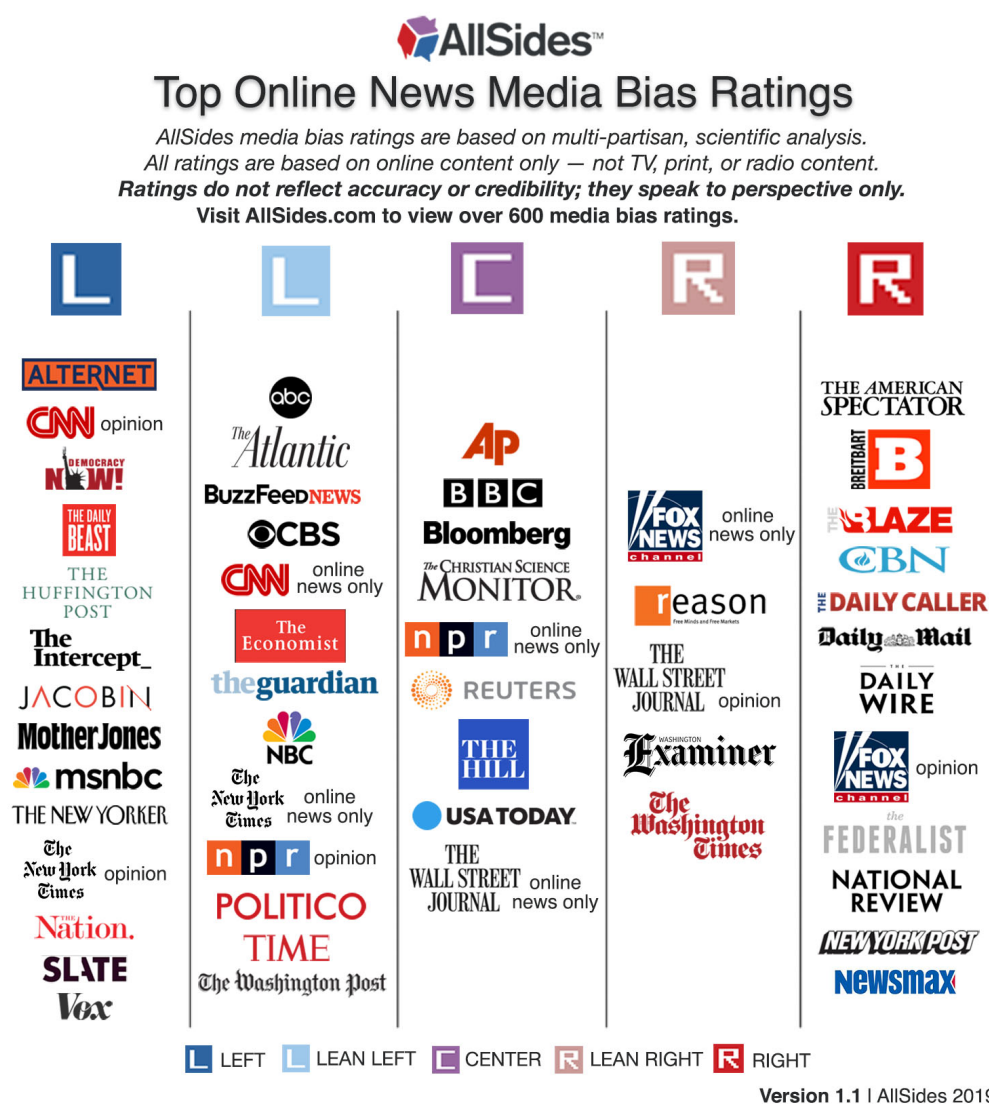 AllSides™
Top Online News Media Bias Ratings
AllSides media bias ratings are based on multi-partisan, scientific analysis.
All ratings are based on online content only — not TV, print, or radio content.
Ratings do not reflect accuracy or credibility; they speak to perspective only.
Visit AllSides.com to view over 600 media bias ratings.
L
L
C
R
R
ALTERNET
CNN opinion
DEMOCRACY
NOW!
THE DAILY
BEAST
THE
HUFFINGTON
POST
The
Intercept_
JACOBIN
Mother Jones
msnbc
THE NEW YORKER
The
New York
Times
opinion
THE
Nation.
SLATE
Vox
abc
The
Atlantic
BuzzFeed NEWS
CBS
CNN
online
news only
The
Economist
theguardian
NBC
The
New York
Times
online
news only
npr opinion
POLITICO
TIME
The Washington Post
AP
BBC
Bloomberg
The CHRISTIAN SCIENCE
MONITOR®
npr
online
news only
REUTERS
THE
HILL
USA TODAY
THE
WALL STREET
JOURNAL
online
news only
FOX
NEWS
channel
online
news only
reason
Free Minds and Free Markets
THE
WALL STREET
JOURNAL opinion
WASHINGTON
Examiner
The
Washington
Times
THE AMERICAN
SPECTATOR
BREITBART
B
THE
BLAZE
CBN
THE DAILY CALLER
Daily Mail
THE
DAILY
WIRE
FOX
NEWS
channel
opinion
the
FEDERALIST
NATIONAL
REVIEW
NEW YORK POST
Newsmax
L LEFT L LEAN LEFT C CENTER R LEAN RIGHT R RIGHT
Version 1.1 | AllSides 2019